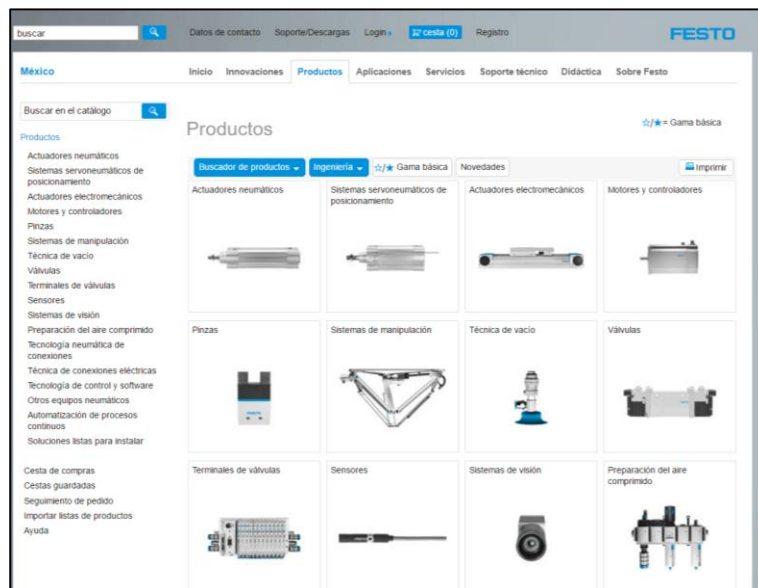 buscar
Datos de contacto Soporte/Descargas Login cesta (0) Registro
FESTO
México
Inicio Innovaciones Productos Aplicaciones Servicios Soporte técnico Didáctica Sobre Festo
Buscar en el catálogo
Productos
Actuadores neumáticos
Sistemas servoneumáticos de
posicionamiento
Actuadores electromecánicos
Motores y controladores
Pinzas
Sistemas de manipulación
Técnica de vacío
Válvulas
Terminales de válvulas
Sensores
Sistemas de visión
Preparación del aire comprimido
Tecnología neumática de
conexiones
Técnica de conexiones eléctricas
Tecnología de control y software
Otros equipos neumáticos
Automatización de procesos
continuos
Soluciones listas para instalar
Cesta de compras
Cestas guardadas
Seguimiento de pedido
Importar listas de productos
Ayuda
Productos
☆/★= Gama básica
Buscador de productos Ingeniería ☆/★ Gama básica Novedades Imprimir
Actuadores neumáticos
Sistemas servoneumáticos de
posicionamiento
Actuadores electromecánicos
Motores y controladores
Pinzas
Sistemas de manipulación
Técnica de vacío
Válvulas
FESTO
Terminales de válvulas
Sensores
Sistemas de visión
Preparación del aire
comprimido